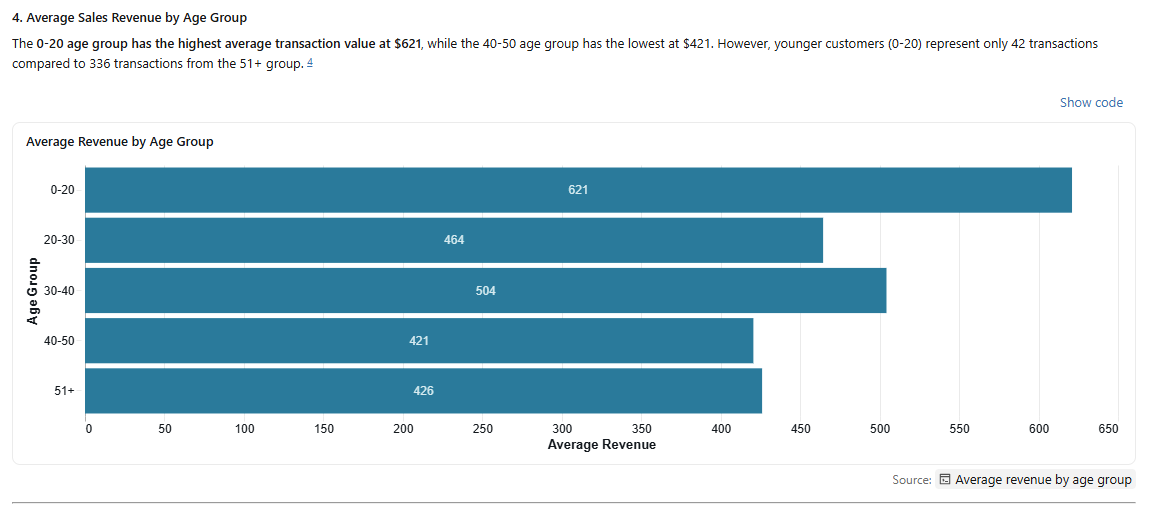 4. Average Sales Revenue by Age Group
The 0-20 age group has the highest average transaction value at $621, while the 40-50 age group has the lowest at $421. However, younger customers (0-20) represent only 42 transactions
compared to 336 transactions from the 51+ group. 4
Show code
Average Revenue by Age Group
0-20
621
20-30
464
30-40
504
40-50
421
51+
426
Age Group
0 50 100 150 200 250 300 350 400 450 500 550 600 650
Average Revenue
Source: Average revenue by age group